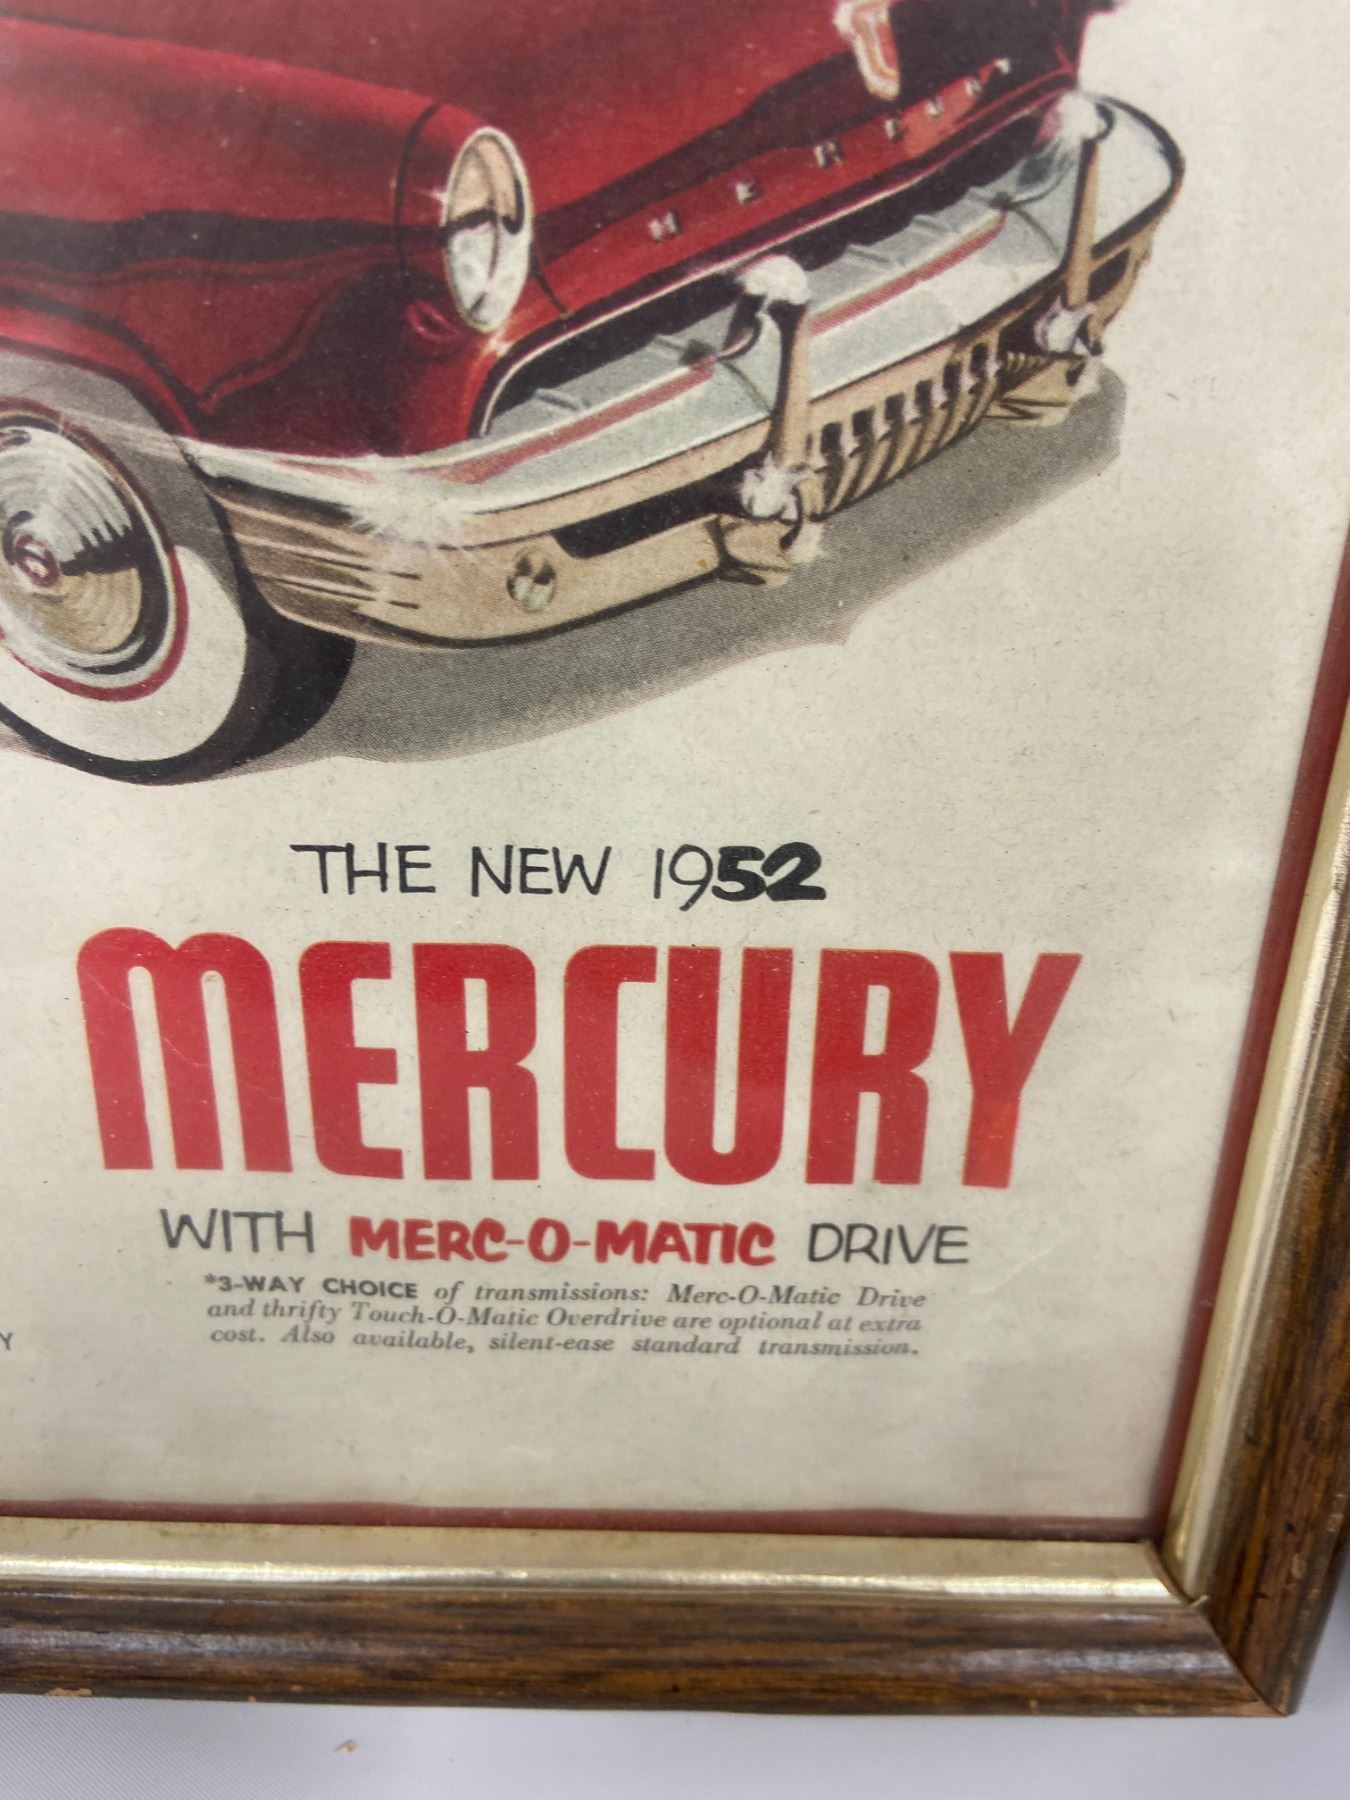 MERCURY
THE NEW 1952
MERCURY
WITH MERC-O-MATIC DRIVE
*3-WAY CHOICE of transmissions: Merc-O-Matic Drive
and thrifty Touch-O-Matic Overdrive are optional at extra
cost. Also available, silent-ease standard transmission.
Y